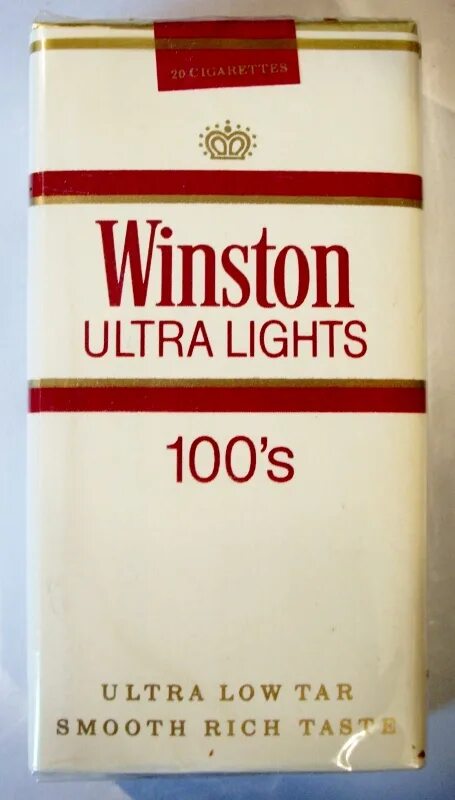 20 CIGARETTES
Winston
ULTRA LIGHTS
100's
ULTRA LOW TAR
SMOOTH RICH TASTE